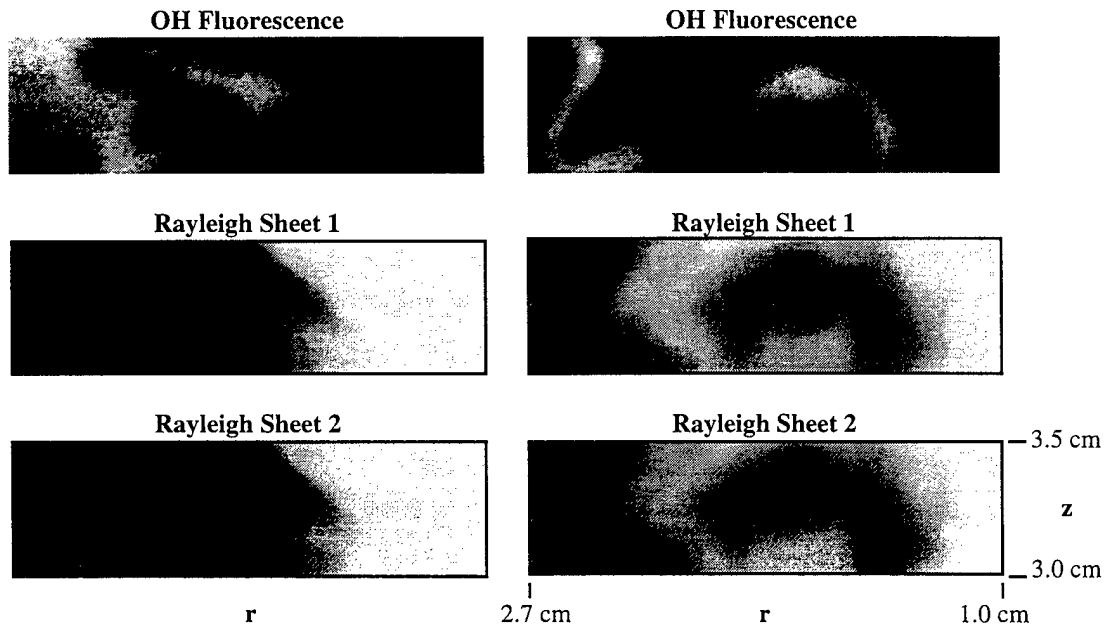 OH Fluorescence
OH Fluorescence
Rayleigh Sheet 1
Rayleigh Sheet 1
Rayleigh Sheet 2
Rayleigh Sheet 2
3.5 cm
z
3.0 cm
r
2.7 cm
r
1.0 cm